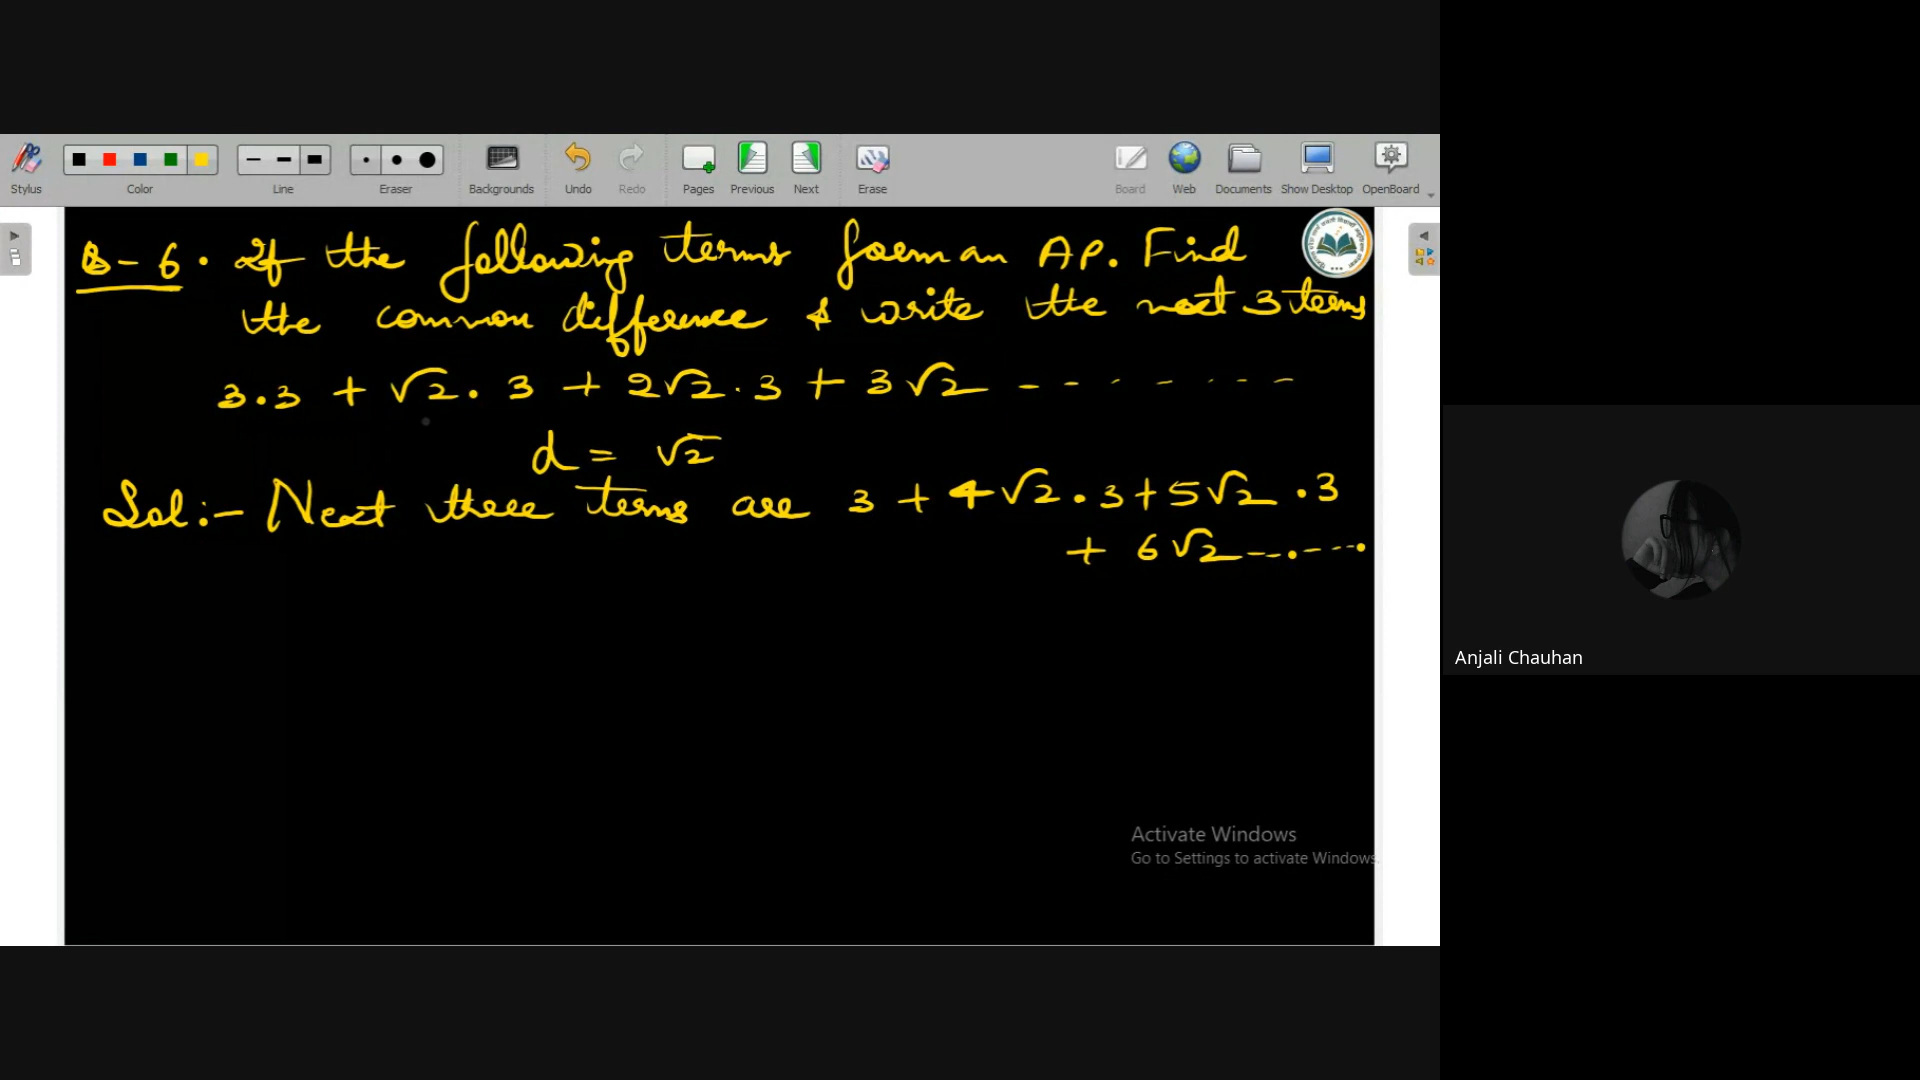 Stylus Color Line Eraser Backgrounds Undo Redo Pages Previous Next Erase Board Web Documents Show Desktop OpenBoard
Q-6. If the following terms form an AP. Find
the common difference & write the next 3 terms
3.3 + √2 . 3 + 2√2 . 3 + 3√2 - - - - - - -
d = √2
Sol:- Next three terms are 3 + 4√2 . 3 + 5√2 . 3
+ 6√2 --.---.
Anjali Chauhan
Activate Windows
Go to Settings to activate Windows.